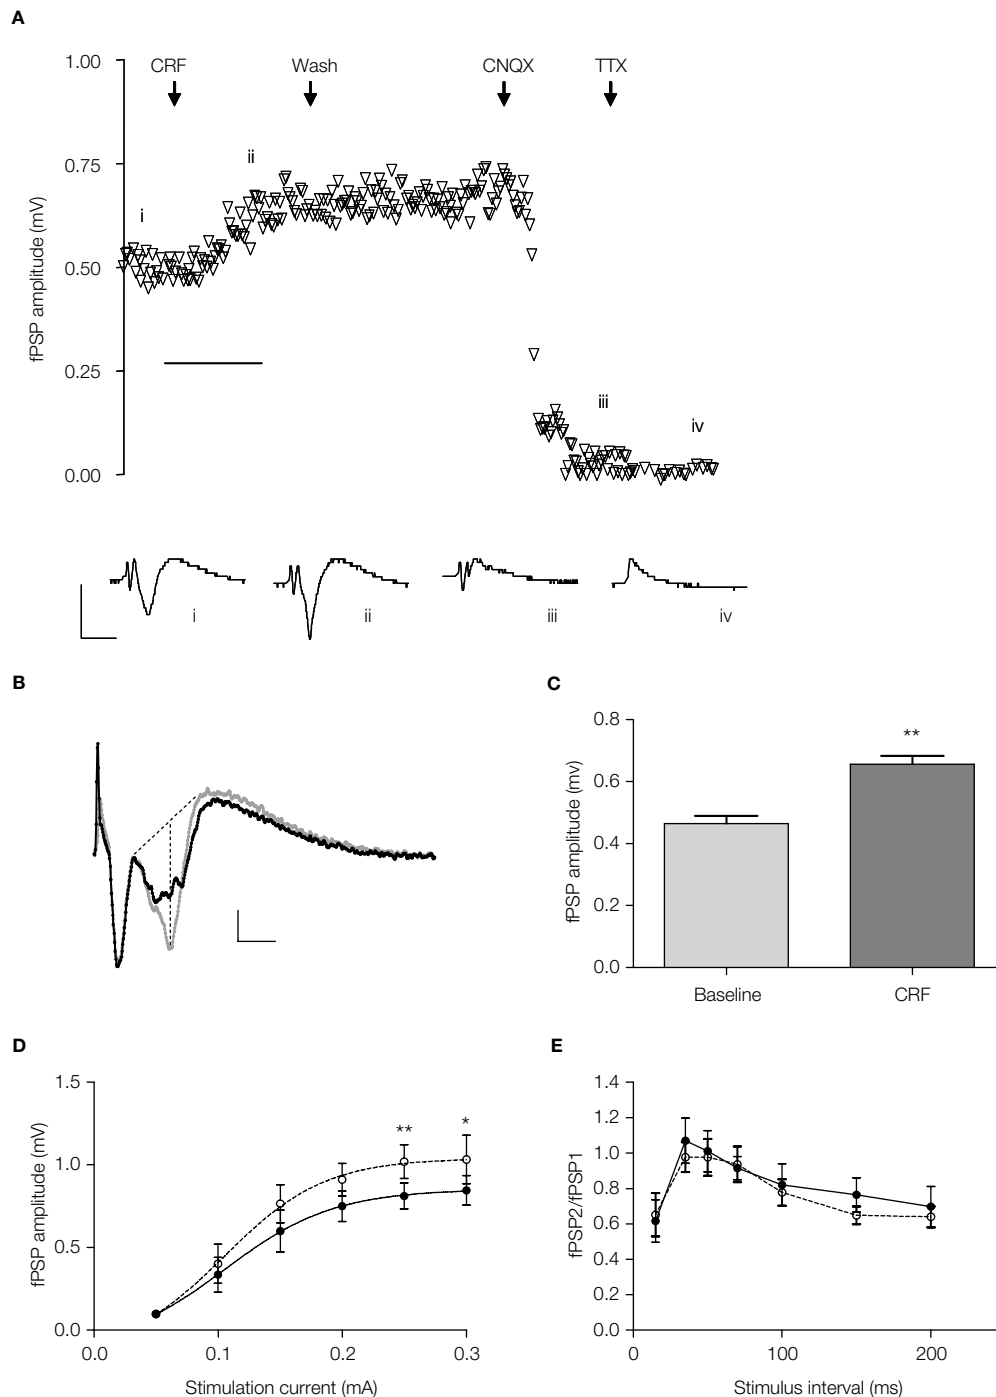 A
1.00
CRF
Wash
CNQX
TTX
0.75
ii
i
0.50
fPSP amplitude (mV)
0.25
iii
iv
0.00
i
ii
iii
iv
B
C
0.8
**
0.6
fPSP amplitude (mv)
0.4
0.2
0.0
Baseline
CRF
D
1.5
** *
1.0
fPSP amplitude (mV)
0.5
0.0
0.0 0.1 0.2 0.3
Stimulation current (mA)
E
1.4
1.2
1.0
fPSP2/fPSP1
0.8
0.6
0.4
0.2
0.0
0 100 200
Stimulus interval (ms)